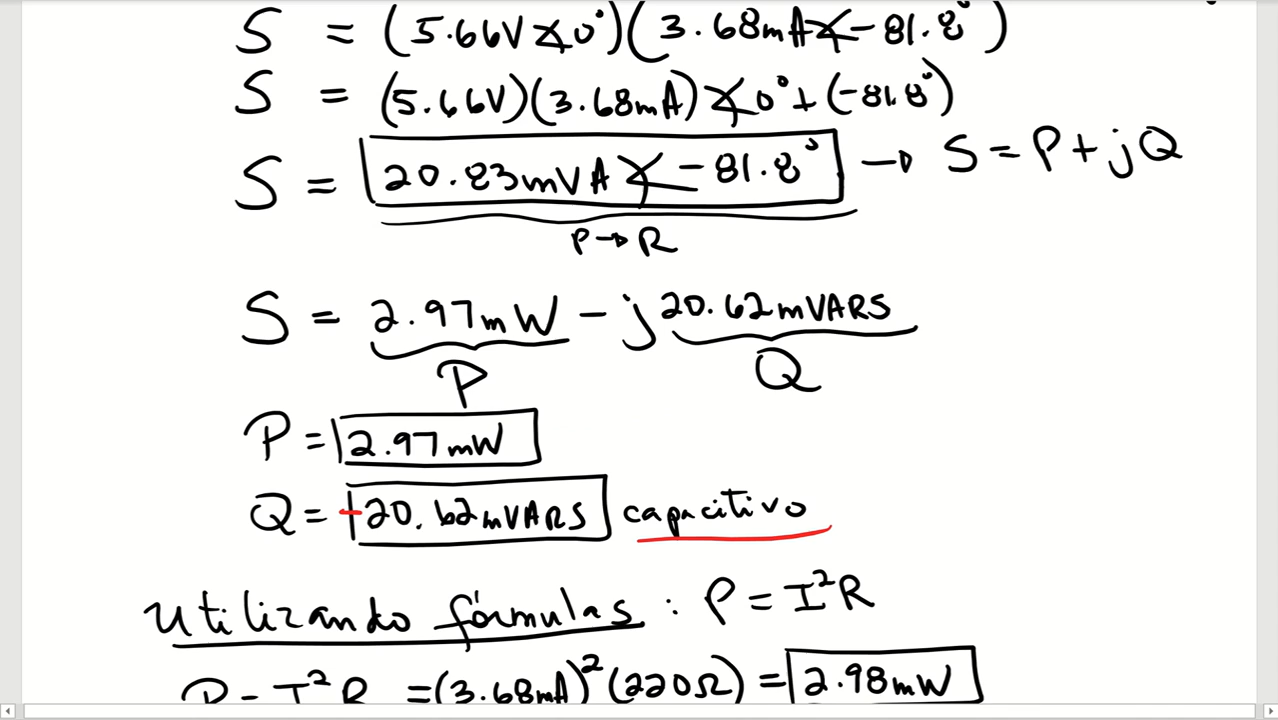 S = (5.66V∡0°)(3.68mA∡-81.8°)
S = (5.66V)(3.68mA)∡0°+(-81.8°)
S = 20.83mVA∡-81.8° → S = P + jQ
P→R
S = 2.97mW - j20.62mVARS
P Q
P = 2.97mW
Q = -20.62mVARS capacitivo
Utilizando fórmulas : P = I²R
P = I²R = (3.68mA)²(220Ω) = 2.98mW